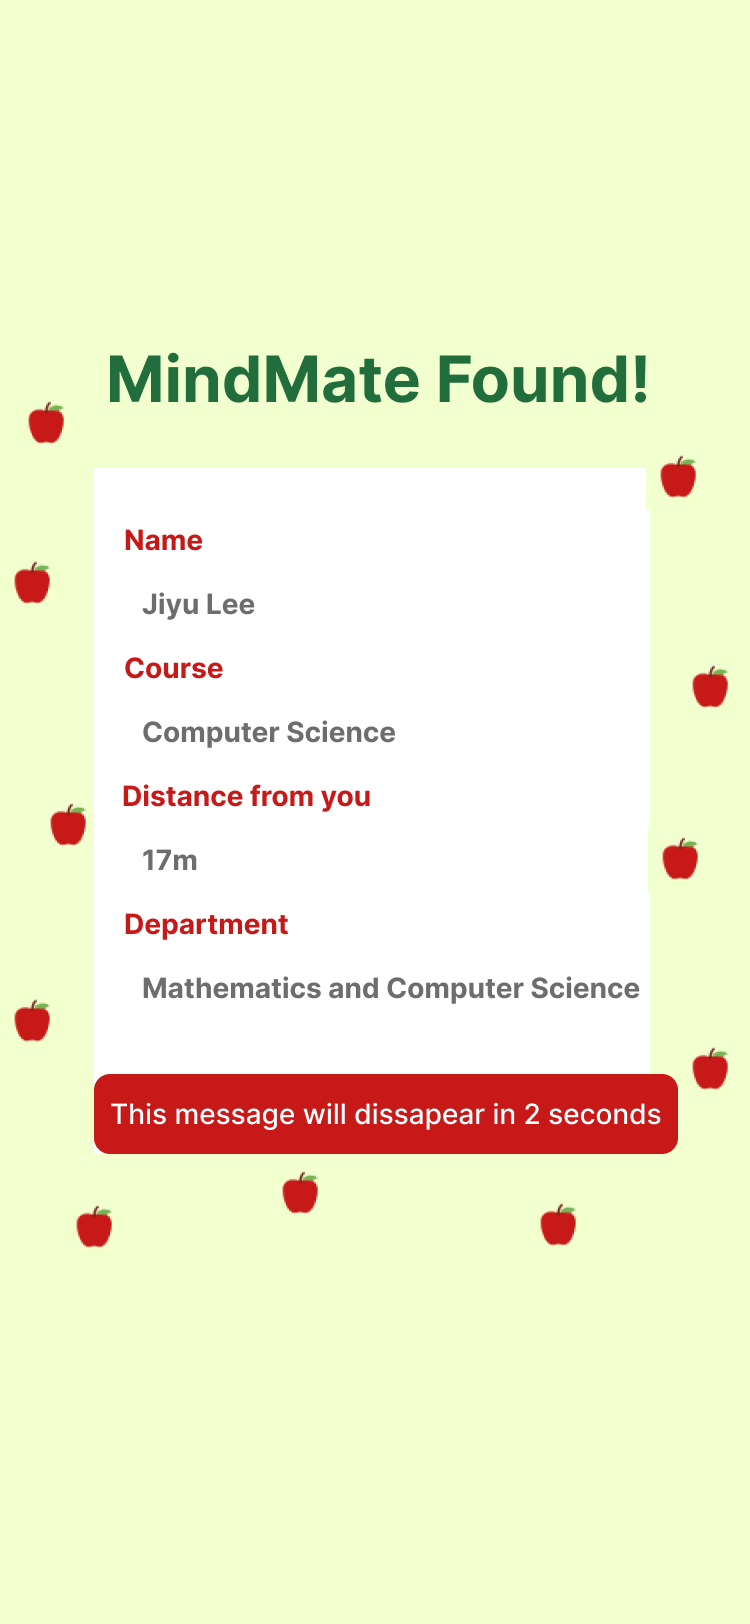 MindMate Found!
Name
Jiyu Lee
Course
Computer Science
Distance from you
17m
Department
Mathematics and Computer Science
This message will dissapear in 2 seconds